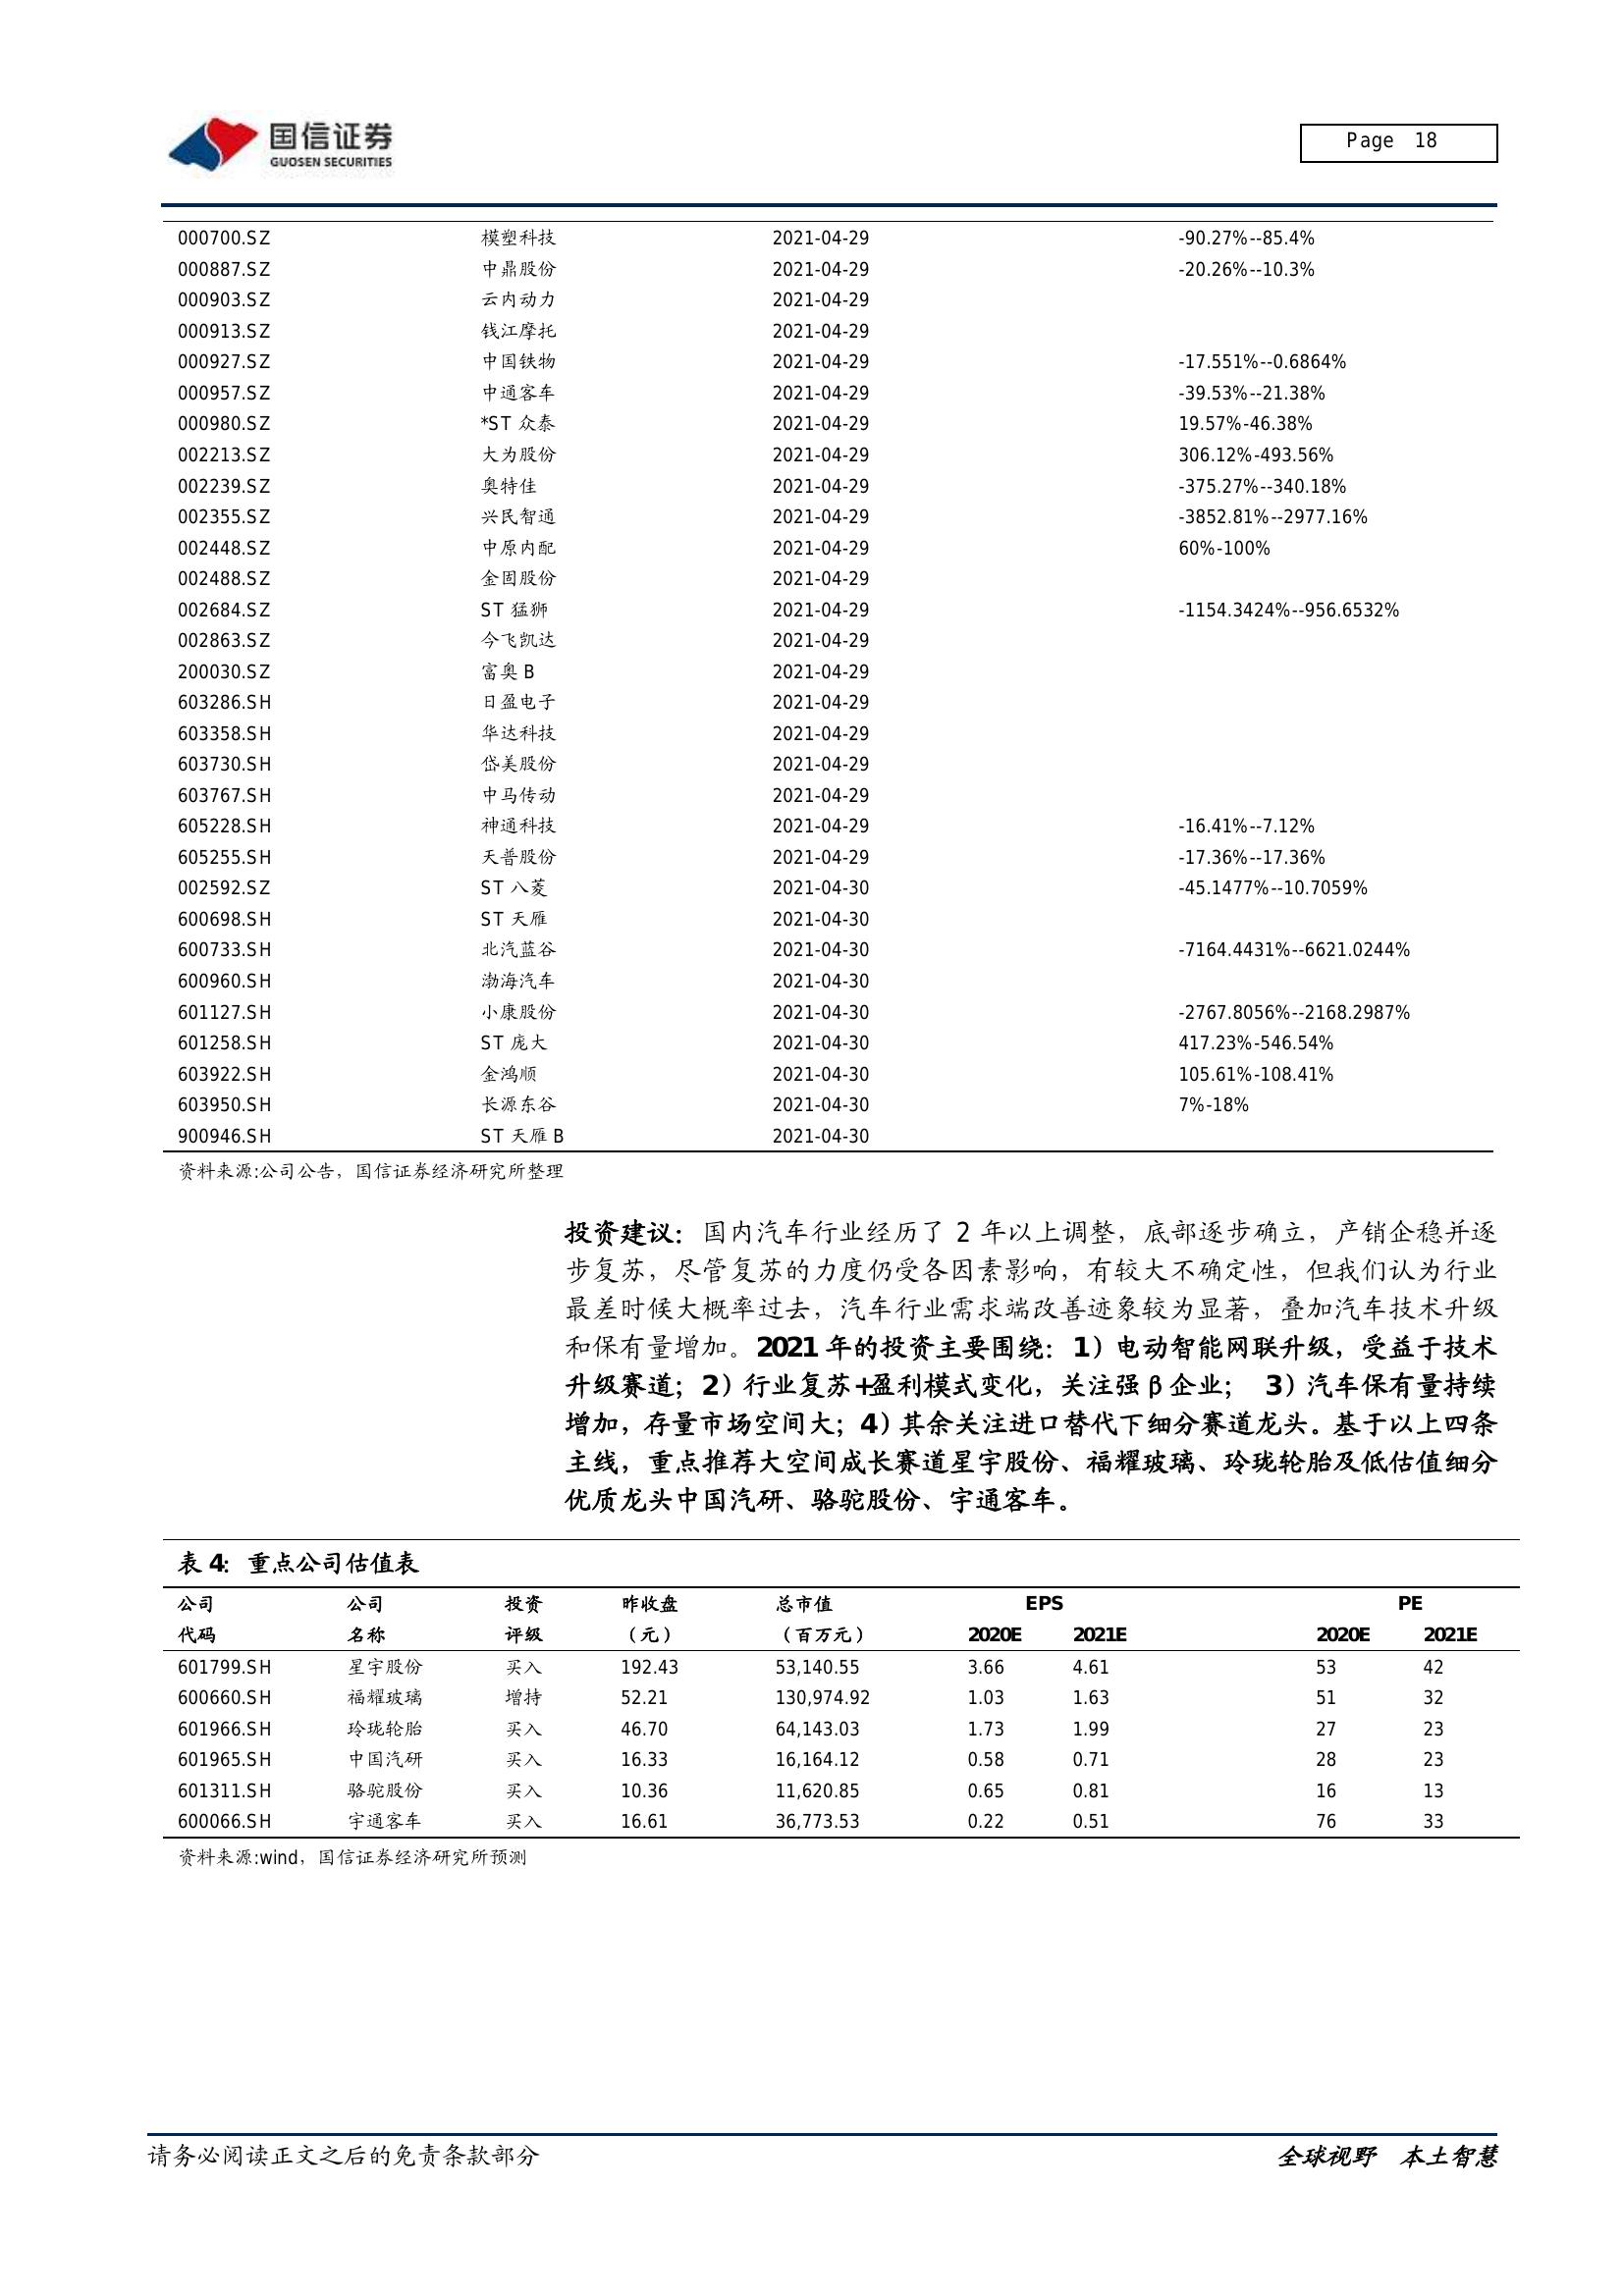 国信证券
GUOSEN SECURITIES
Page 18
000700.SZ 模塑科技 2021-04-29 -90.27%--85.4%
000887.SZ 中鼎股份 2021-04-29 -20.26%--10.3%
000903.SZ 云内动力 2021-04-29
000913.SZ 钱江摩托 2021-04-29
000927.SZ 中国铁物 2021-04-29 -17.551%--0.6864%
000957.SZ 中通客车 2021-04-29 -39.53%--21.38%
000980.SZ *ST 众泰 2021-04-29 19.57%-46.38%
002213.SZ 大为股份 2021-04-29 306.12%-493.56%
002239.SZ 奥特佳 2021-04-29 -375.27%--340.18%
002355.SZ 兴民智通 2021-04-29 -3852.81%--2977.16%
002448.SZ 中原内配 2021-04-29 60%-100%
002488.SZ 金固股份 2021-04-29
002684.SZ ST 猛狮 2021-04-29 -1154.3424%--956.6532%
002863.SZ 今飞凯达 2021-04-29
200030.SZ 富奥 B 2021-04-29
603286.SH 日盈电子 2021-04-29
603358.SH 华达科技 2021-04-29
603730.SH 岱美股份 2021-04-29
603767.SH 中马传动 2021-04-29
605228.SH 神通科技 2021-04-29 -16.41%--7.12%
605255.SH 天普股份 2021-04-29 -17.36%--17.36%
002592.SZ ST 八菱 2021-04-30 -45.1477%--10.7059%
600698.SH ST 天雁 2021-04-30
600733.SH 北汽蓝谷 2021-04-30 -7164.4431%--6621.0244%
600960.SH 渤海汽车 2021-04-30
601127.SH 小康股份 2021-04-30 -2767.8056%--2168.2987%
601258.SH ST 庞大 2021-04-30 417.23%-546.54%
603922.SH 金鸿顺 2021-04-30 105.61%-108.41%
603950.SH 长源东谷 2021-04-30 7%-18%
900946.SH ST 天雁 B 2021-04-30
资料来源:公司公告，国信证券经济研究所整理
投资建议：国内汽车行业经历了 2 年以上调整，底部逐步确立，产销企稳并逐
步复苏，尽管复苏的力度仍受各因素影响，有较大不确定性，但我们认为行业
最差时候大概率过去，汽车行业需求端改善迹象较为显著，叠加汽车技术升级
和保有量增加。2021 年的投资主要围绕：1）电动智能网联升级，受益于技术
升级赛道；2）行业复苏+盈利模式变化，关注强 β 企业； 3）汽车保有量持续
增加，存量市场空间大；4）其余关注进口替代下细分赛道龙头。基于以上四条
主线，重点推荐大空间成长赛道星宇股份、福耀玻璃、玲珑轮胎及低估值细分
优质龙头中国汽研、骆驼股份、宇通客车。
表 4：重点公司估值表
公司 公司 投资 昨收盘 总市值 EPS PE
代码 名称 评级 （元） （百万元） 2020E 2021E 2020E 2021E
601799.SH 星宇股份 买入 192.43 53,140.55 3.66 4.61 53 42
600660.SH 福耀玻璃 增持 52.21 130,974.92 1.03 1.63 51 32
601966.SH 玲珑轮胎 买入 46.70 64,143.03 1.73 1.99 27 23
601965.SH 中国汽研 买入 16.33 16,164.12 0.58 0.71 28 23
601311.SH 骆驼股份 买入 10.36 11,620.85 0.65 0.81 16 13
600066.SH 宇通客车 买入 16.61 36,773.53 0.22 0.51 76 33
资料来源:wind，国信证券经济研究所预测
请务必阅读正文之后的免责条款部分
全球视野 本土智慧